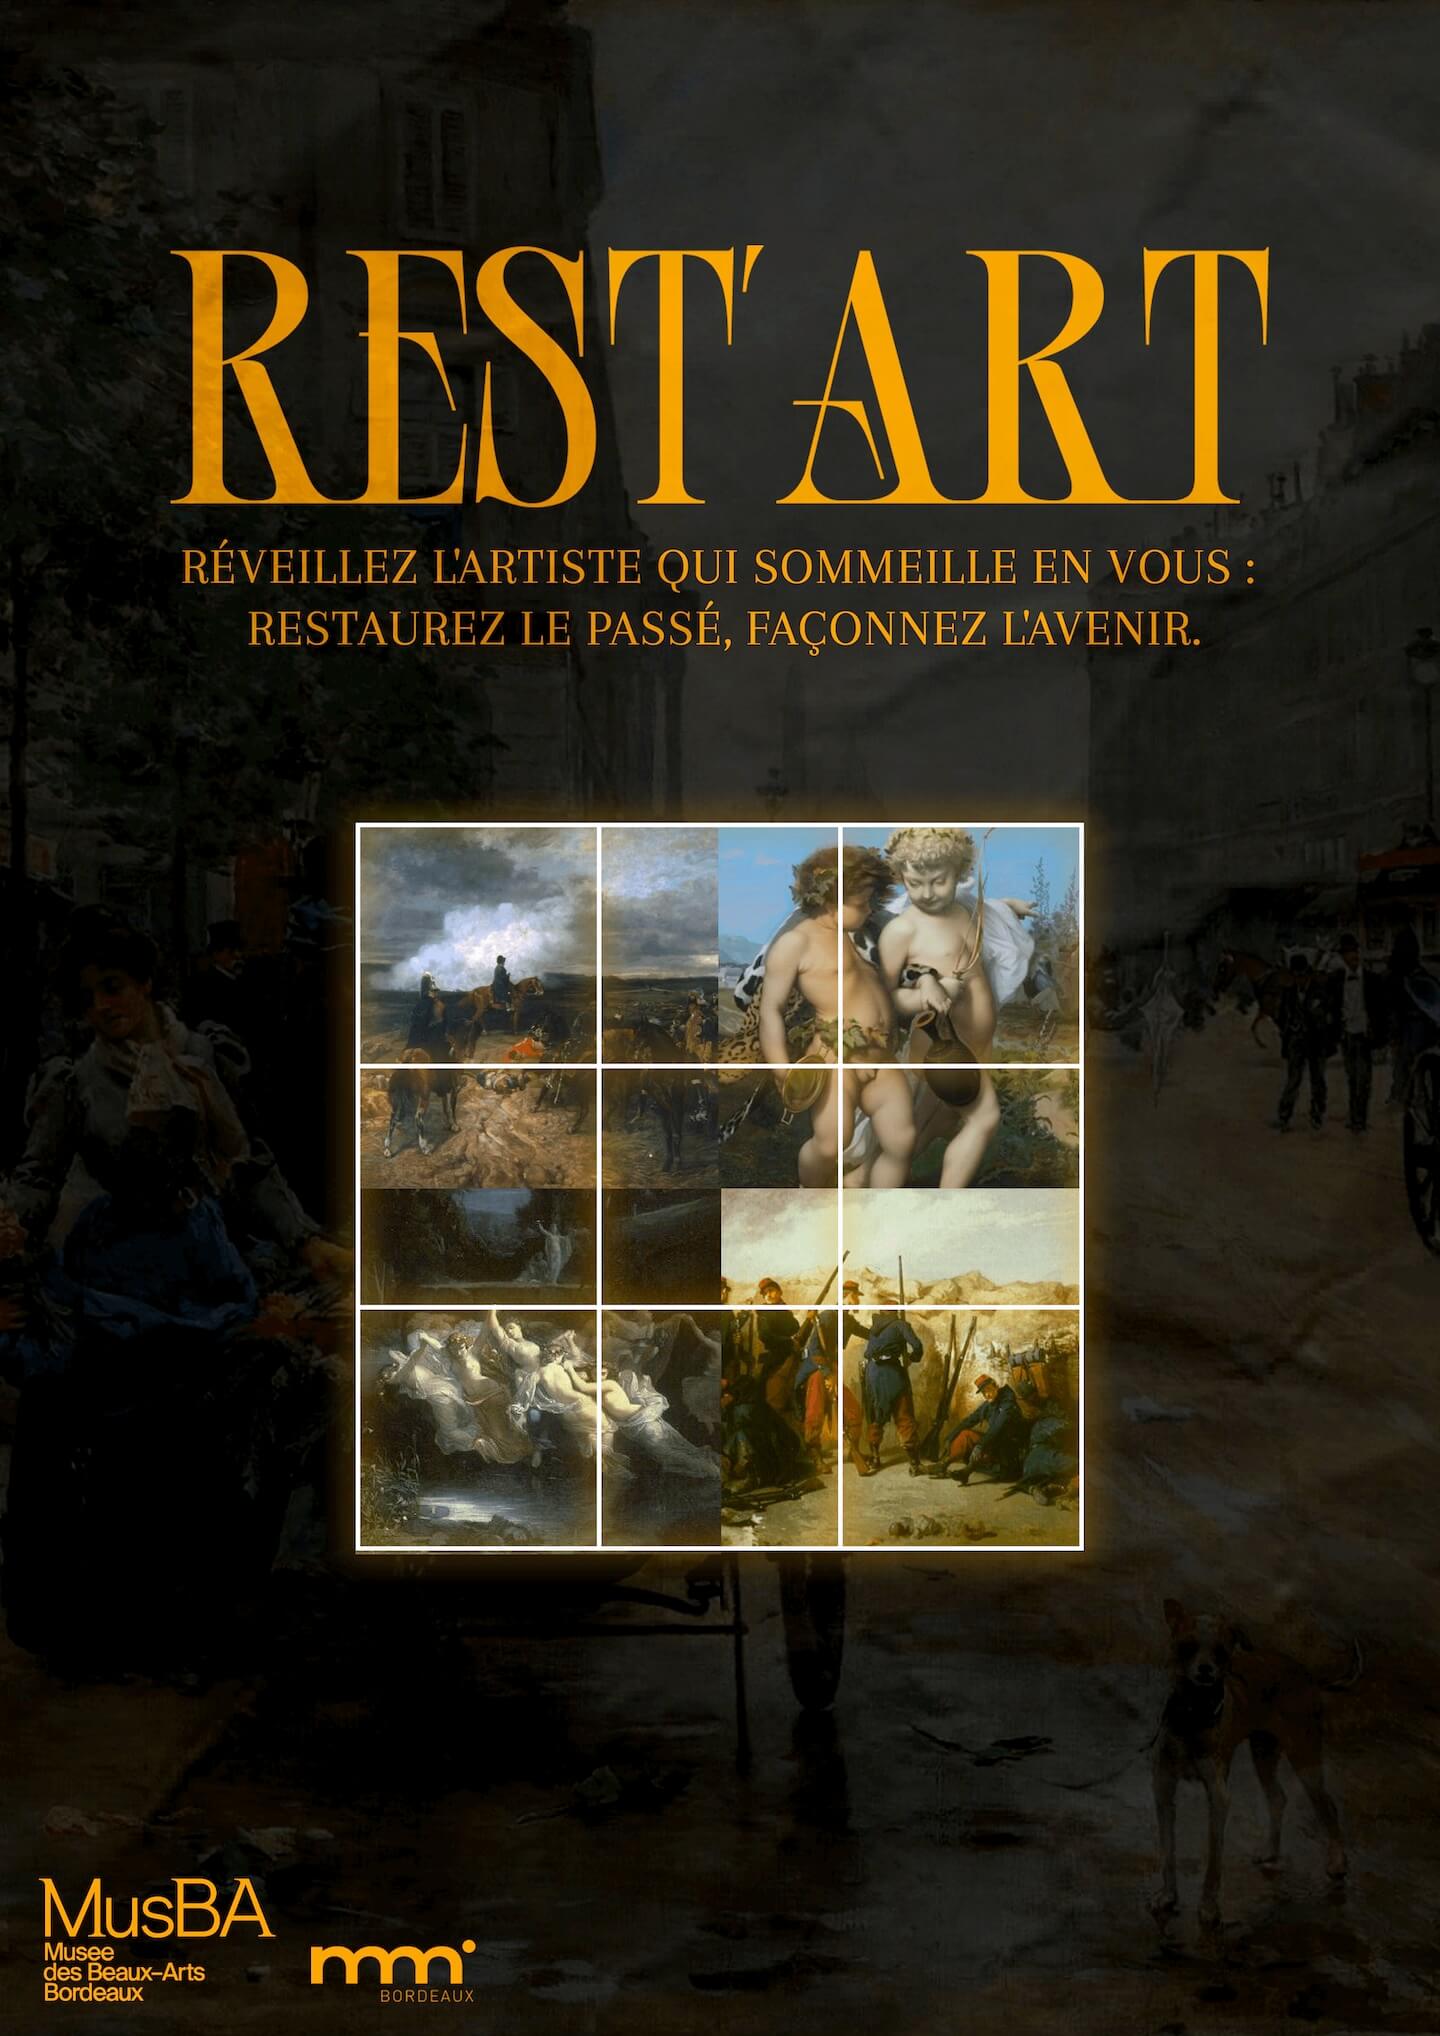 REST'ART
RÉVEILLEZ L'ARTISTE QUI SOMMEILLE EN VOUS :
RESTAUREZ LE PASSÉ, FAÇONNEZ L'AVENIR.
MusBA
Musee
des Beaux-Arts
Bordeaux
mmi
BORDEAUX